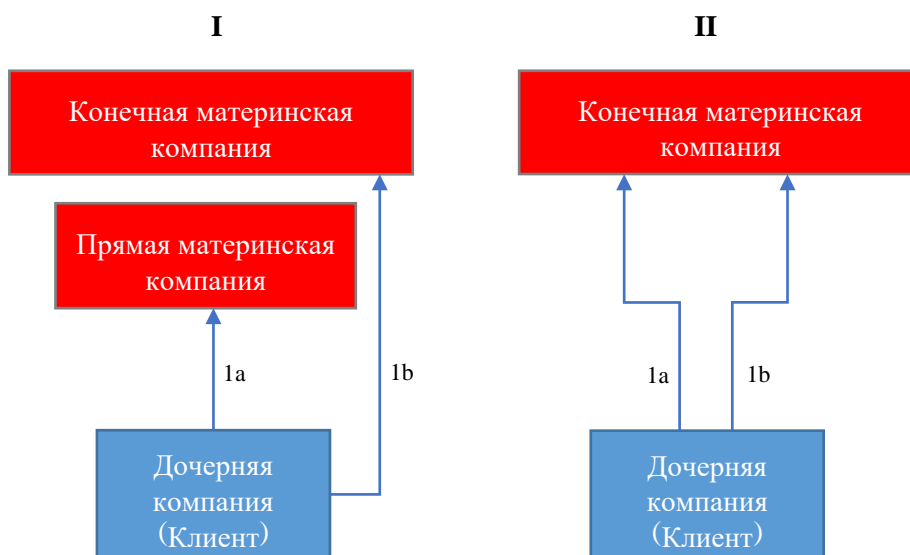 I
Конечная материнская
компания
Прямая материнская
компания
1a
1b
Дочерняя
компания
(Клиент)
II
Конечная материнская
компания
1a
1b
Дочерняя
компания
(Клиент)